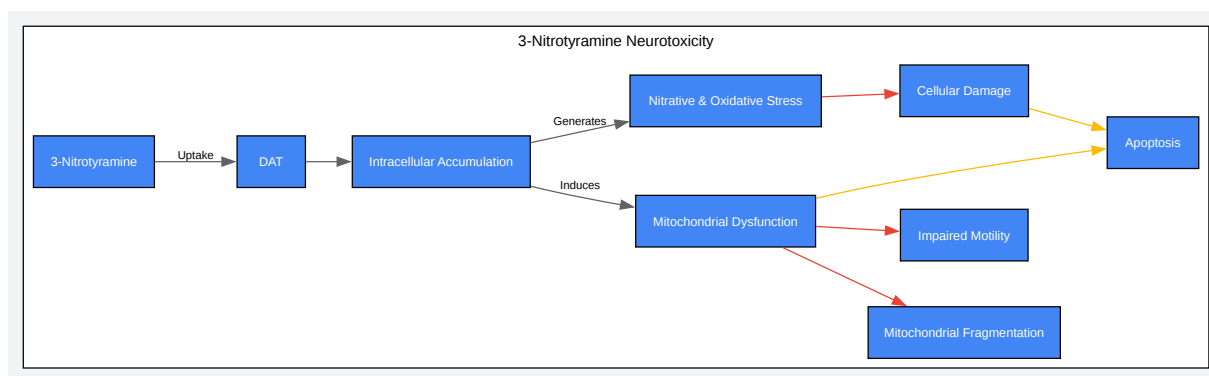 3-Nitrotyramine Neurotoxicity
3-Nitrotyramine
Uptake
DAT
Intracellular Accumulation
Generates
Induces
Nitrative & Oxidative Stress
Mitochondrial Dysfunction
Cellular Damage
Impaired Motility
Mitochondrial Fragmentation
Apoptosis